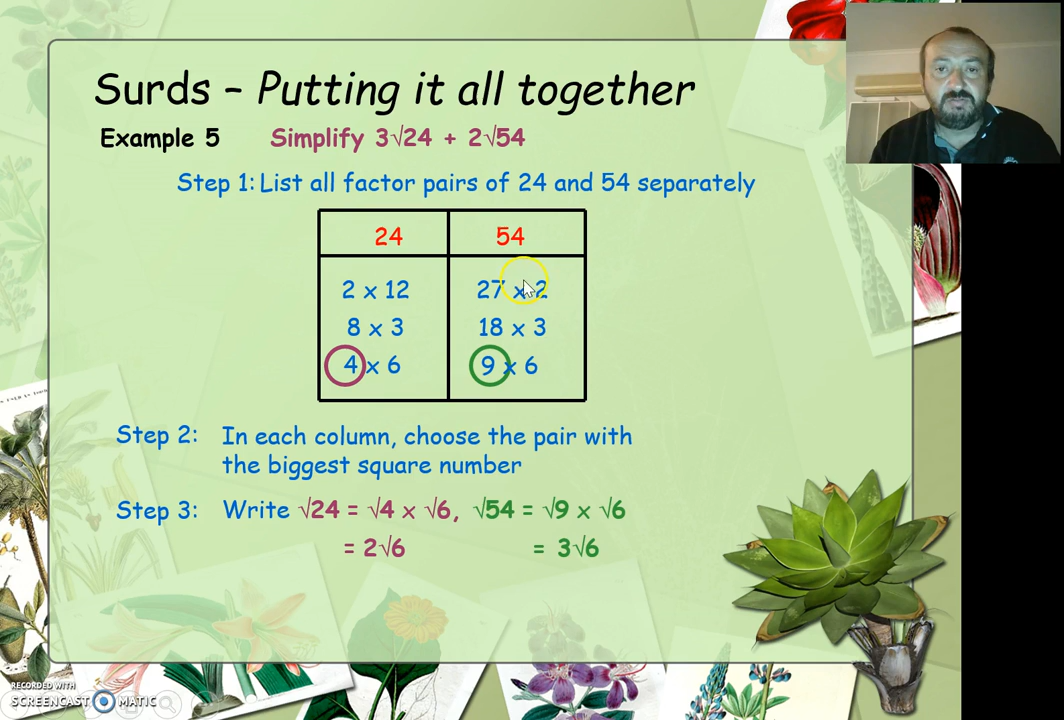 Surds – Putting it all together
Example 5 Simplify 3√24 + 2√54
Step 1: List all factor pairs of 24 and 54 separately
24 54
2 x 12 27 x 2
8 x 3 18 x 3
4 x 6 9 x 6
Step 2: In each column, choose the pair with
the biggest square number
Step 3: Write √24 = √4 x √6, √54 = √9 x √6
= 2√6 = 3√6
RECORDED WITH
SCREENCAST MATIC